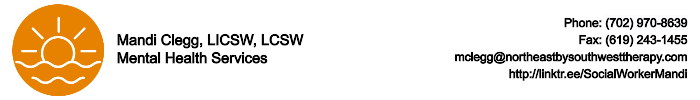 Mandi Clegg, LICSW, LCSW
Mental Health Services
Phone: (702) 970-8639
Fax: (619) 243-1455
mclegg@northeastbysouthwesttherapy.com
http://linktr.ee/SocialWorkerMandi